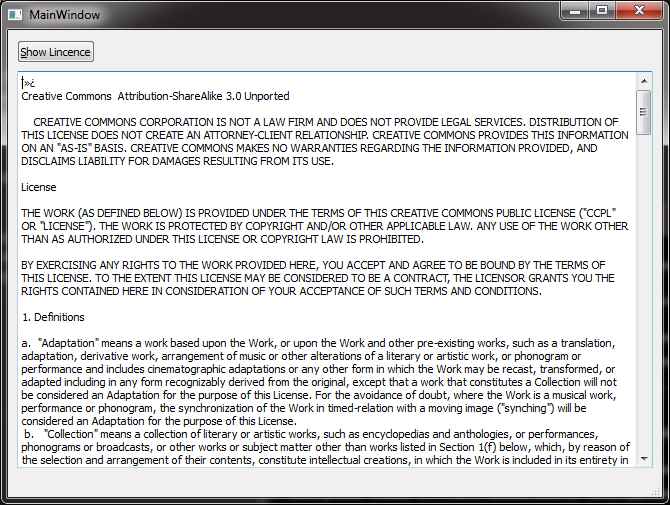 MainWindow
Show Lincence
ï»¿
Creative Commons  Attribution-ShareAlike 3.0 Unported
CREATIVE COMMONS CORPORATION IS NOT A LAW FIRM AND DOES NOT PROVIDE LEGAL SERVICES. DISTRIBUTION OF
THIS LICENSE DOES NOT CREATE AN ATTORNEY-CLIENT RELATIONSHIP. CREATIVE COMMONS PROVIDES THIS INFORMATION
ON AN "AS-IS" BASIS. CREATIVE COMMONS MAKES NO WARRANTIES REGARDING THE INFORMATION PROVIDED, AND
DISCLAIMS LIABILITY FOR DAMAGES RESULTING FROM ITS USE.
License
THE WORK (AS DEFINED BELOW) IS PROVIDED UNDER THE TERMS OF THIS CREATIVE COMMONS PUBLIC LICENSE ("CCPL"
OR "LICENSE"). THE WORK IS PROTECTED BY COPYRIGHT AND/OR OTHER APPLICABLE LAW. ANY USE OF THE WORK OTHER
THAN AS AUTHORIZED UNDER THIS LICENSE OR COPYRIGHT LAW IS PROHIBITED.
BY EXERCISING ANY RIGHTS TO THE WORK PROVIDED HERE, YOU ACCEPT AND AGREE TO BE BOUND BY THE TERMS OF
THIS LICENSE. TO THE EXTENT THIS LICENSE MAY BE CONSIDERED TO BE A CONTRACT, THE LICENSOR GRANTS YOU THE
RIGHTS CONTAINED HERE IN CONSIDERATION OF YOUR ACCEPTANCE OF SUCH TERMS AND CONDITIONS.
1. Definitions
a.  "Adaptation" means a work based upon the Work, or upon the Work and other pre-existing works, such as a translation,
adaptation, derivative work, arrangement of music or other alterations of a literary or artistic work, or phonogram or
performance and includes cinematographic adaptations or any other form in which the Work may be recast, transformed, or
adapted including in any form recognizably derived from the original, except that a work that constitutes a Collection will not
be considered an Adaptation for the purpose of this License. For the avoidance of doubt, where the Work is a musical work,
performance or phonogram, the synchronization of the Work in timed-relation with a moving image ("synching") will be
considered an Adaptation for the purpose of this License.
b.  "Collection" means a collection of literary or artistic works, such as encyclopedias and anthologies, or performances,
phonograms or broadcasts, or other works or subject matter other than works listed in Section 1(f) below, which, by reason of
the selection and arrangement of their contents, constitute intellectual creations, in which the Work is included in its entirety in